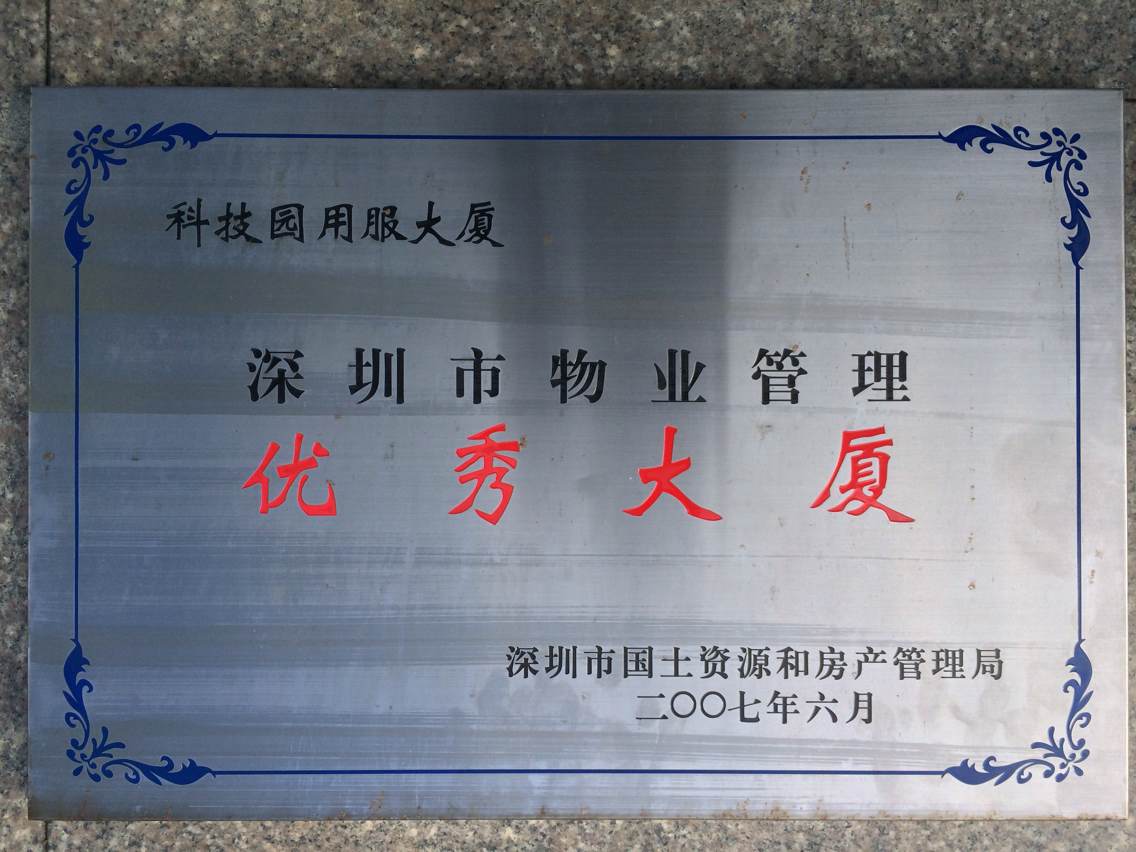 科技园用服大厦
深圳市物业管理
优秀大厦
深圳市国土资源和房产管理局
二〇〇七年六月